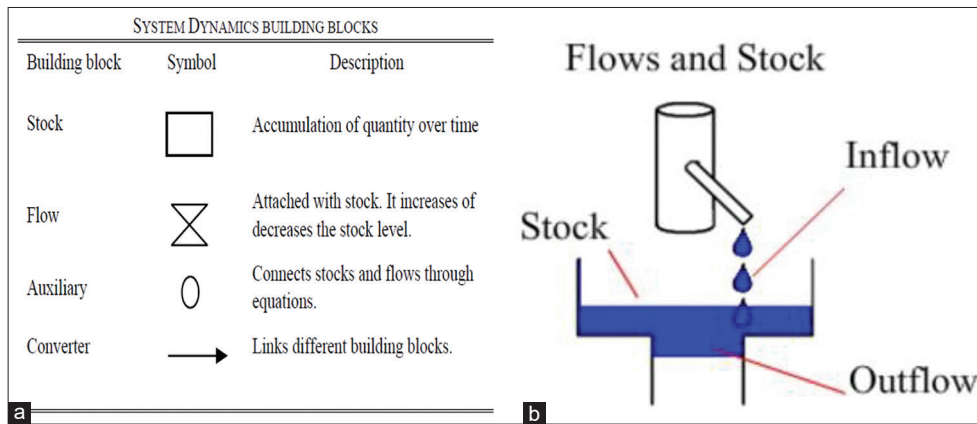 SYSTEM DYNAMICS BUILDING BLOCKS
Building block Symbol Description
Stock Accumulation of quantity over time
Flow Attached with stock. It increases of
decreases the stock level.
Auxiliary Connects stocks and flows through
equations.
Converter Links different building blocks.
a
Flows and Stock
Inflow
Stock
Outflow
b